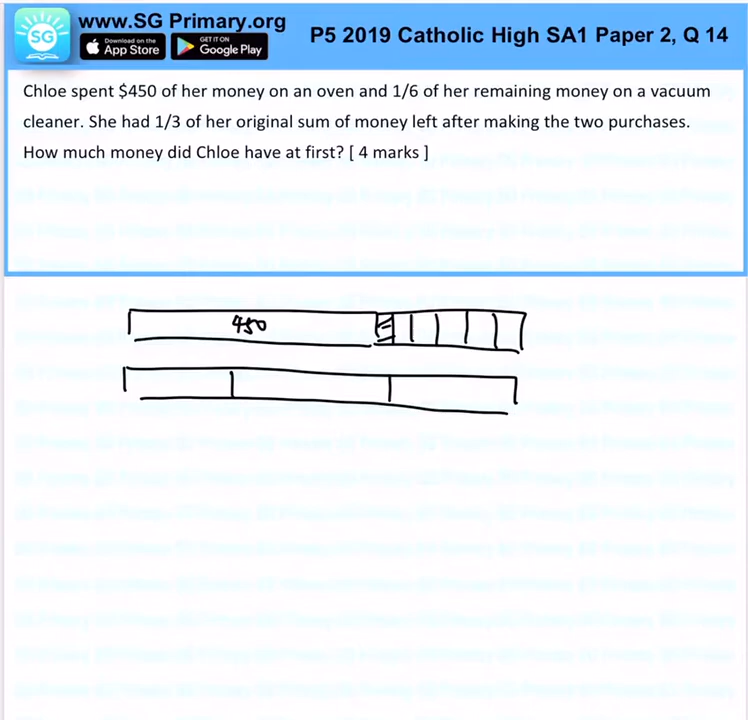 www.SG Primary.org
SG
Download on the
App Store
GET IT ON
Google Play
P5 2019 Catholic High SA1 Paper 2, Q 14
Chloe spent $450 of her money on an oven and 1/6 of her remaining money on a vacuum
cleaner. She had 1/3 of her original sum of money left after making the two purchases.
How much money did Chloe have at first? [ 4 marks ]
450